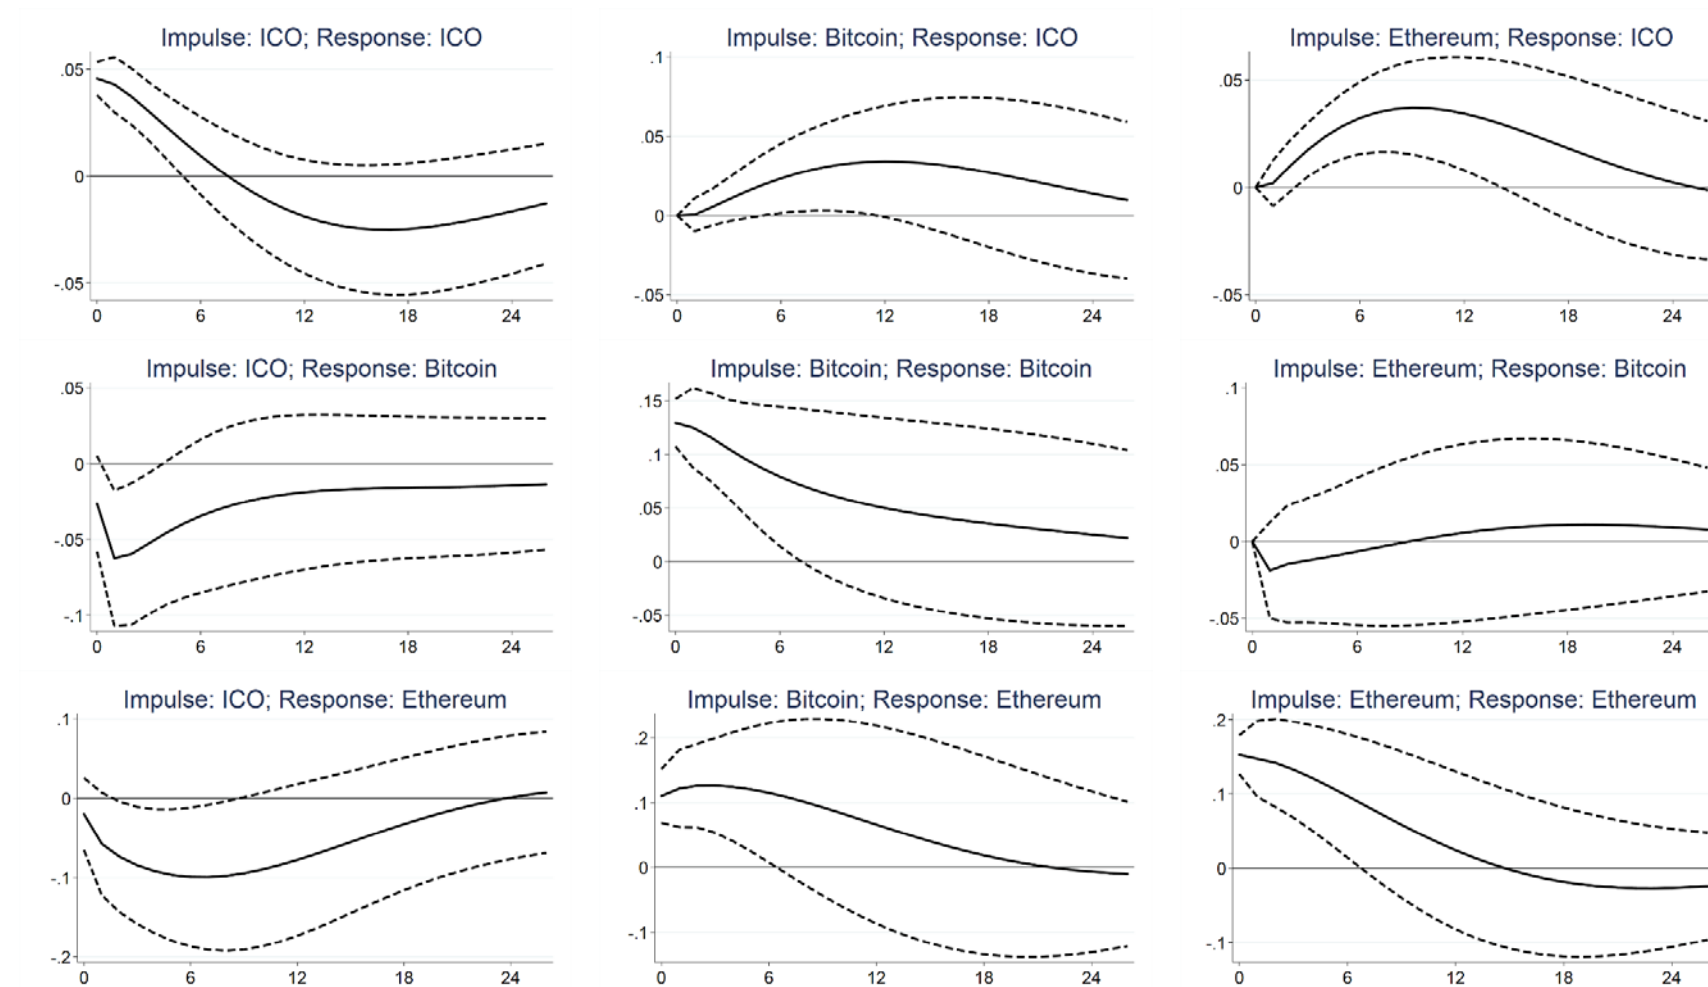 Impulse: ICO; Response: ICO
.05
0
-.05
0 6 12 18 24
Impulse: Bitcoin; Response: ICO
.1
.05
0
-.05
0 6 12 18 24
Impulse: Ethereum; Response: ICO
.05
0
-.05
0 6 12 18 24
Impulse: ICO; Response: Bitcoin
.05
0
-.05
-.1
0 6 12 18 24
Impulse: Bitcoin; Response: Bitcoin
.15
.1
.05
0
-.05
0 6 12 18 24
Impulse: Ethereum; Response: Bitcoin
.1
.05
0
-.05
0 6 12 18 24
Impulse: ICO; Response: Ethereum
.1
0
-.1
-.2
0 6 12 18 24
Impulse: Bitcoin; Response: Ethereum
.2
.1
0
-.1
0 6 12 18 24
Impulse: Ethereum; Response: Ethereum
.2
.1
0
-.1
0 6 12 18 24